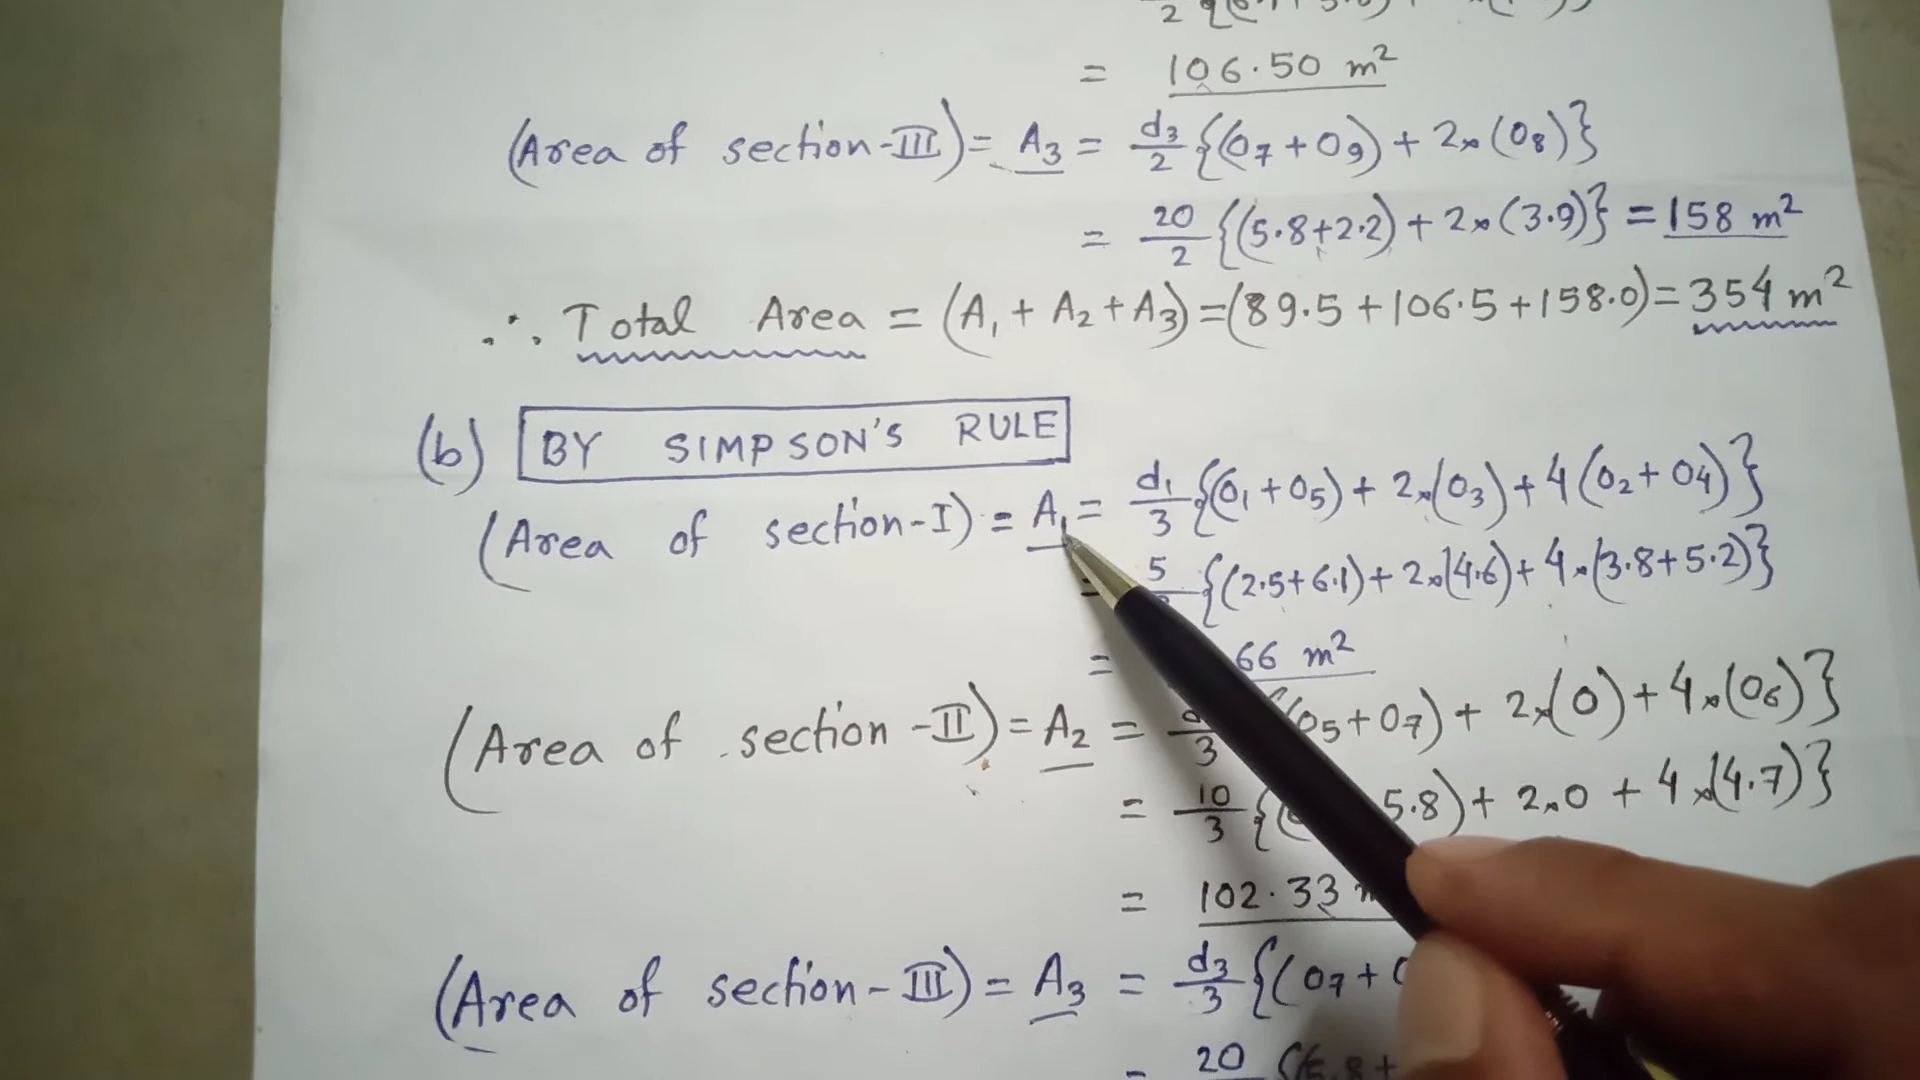 = 106.50 m²
(Area of section-III) = A₃ = d₃/2 {(O₇ + O₉) + 2×(O₈)}
= 20/2 {(5.8+2.2) + 2×(3.9)} = 158 m²
∴ Total Area = (A₁ + A₂ + A₃) = (89.5 + 106.5 + 158.0) = 354 m²
(b) BY SIMPSON'S RULE
(Area of section-I) = A₁ = d₁/3 {(O₁ + O₅) + 2×(O₃) + 4(O₂ + O₄)}
= 5 {(2.5+6.1) + 2×(4.6) + 4×(3.8+5.2)}
= 66 m²
(Area of section-II) = A₂ = /3 (O₅ + O₇) + 2×(O) + 4×(O₆)}
= 10/3 {( 5.8) + 2×0 + 4×(4.7)}
= 102.33
(Area of section-III) = A₃ = d₃/3 {(O₇ +
= 20